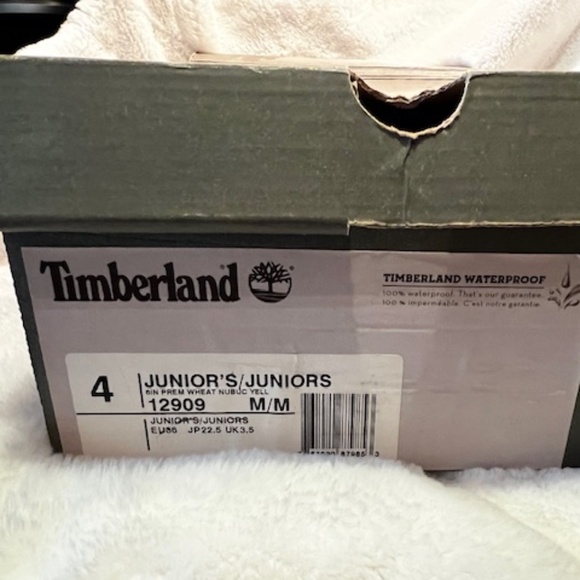 Timberland
TIMBERLAND WATERPROOF
100% waterproof. That's our guarantee.
100% imperméable. C'est notre garantie.
4
JUNIOR'S/JUNIORS
6IN PREM WHEAT NUBUC YELL
12909 M/M
JUNIOR'S/JUNIORS
EU36 JP22.5 UK3.5